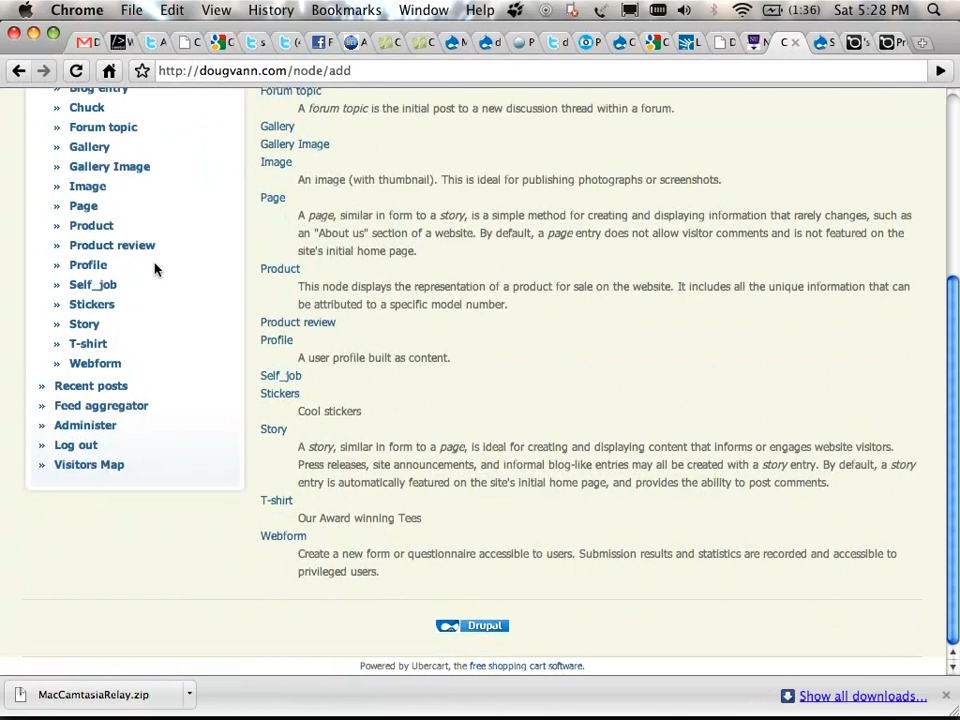 Chrome File Edit View History Bookmarks Window Help (1:36) Sat 5:28 PM
http://dougvann.com/node/add
Blog entry
» Chuck
» Forum topic
» Gallery
» Gallery Image
» Image
» Page
» Product
» Product review
» Profile
» Self_job
» Stickers
» Story
» T-shirt
» Webform
» Recent posts
» Feed aggregator
» Administer
» Log out
» Visitors Map
Forum topic
A forum topic is the initial post to a new discussion thread within a forum.
Gallery
Gallery Image
Image
An image (with thumbnail). This is ideal for publishing photographs or screenshots.
Page
A page, similar in form to a story, is a simple method for creating and displaying information that rarely changes, such as
an "About us" section of a website. By default, a page entry does not allow visitor comments and is not featured on the
site's initial home page.
Product
This node displays the representation of a product for sale on the website. It includes all the unique information that can
be attributed to a specific model number.
Product review
Profile
A user profile built as content.
Self_job
Stickers
Cool stickers
Story
A story, similar in form to a page, is ideal for creating and displaying content that informs or engages website visitors.
Press releases, site announcements, and informal blog-like entries may all be created with a story entry. By default, a story
entry is automatically featured on the site's initial home page, and provides the ability to post comments.
T-shirt
Our Award winning Tees
Webform
Create a new form or questionnaire accessible to users. Submission results and statistics are recorded and accessible to
privileged users.
Drupal
Powered by Ubercart, the free shopping cart software.
MacCamtasiaRelay.zip
Show all downloads...